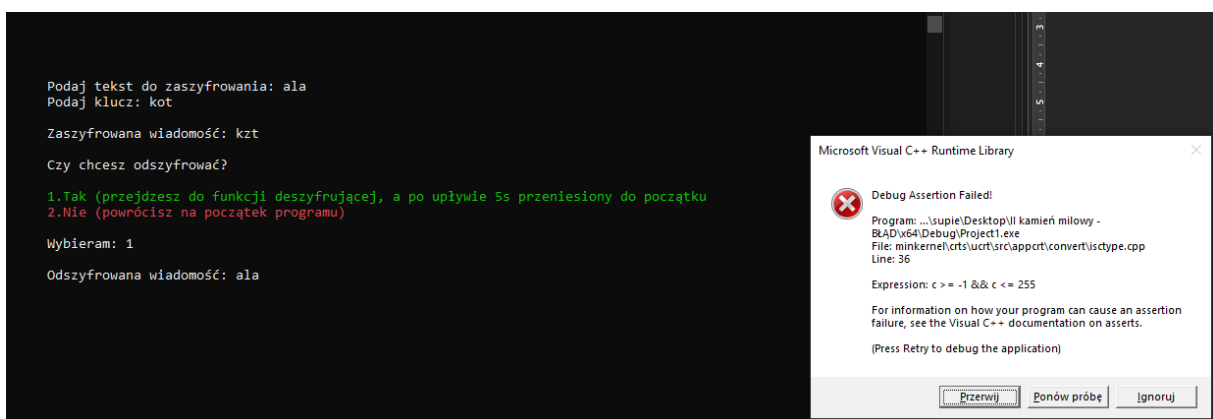 Podaj tekst do zaszyfrowania: ala
Podaj klucz: kot
Zaszyfrowana wiadomość: kzt
Czy chcesz odszyfrować?
1.Tak (przejdzesz do funkcji deszyfrującej, a po upływie 5s przeniesiony do początku
2.Nie (powrócisz na początek programu)
Wybieram: 1
Odszyfrowana wiadomość: ala
3
4
5
Microsoft Visual C++ Runtime Library
Debug Assertion Failed!
Program: ...\supie\Desktop\II kamień milowy -
BŁĄD\x64\Debug\Project1.exe
File: minkernel\crts\ucrt\src\appcrt\convert\isctype.cpp
Line: 36
Expression: c >= -1 && c <= 255
For information on how your program can cause an assertion
failure, see the Visual C++ documentation on asserts.
(Press Retry to debug the application)
Przerwij
Ponów próbę
Ignoruj